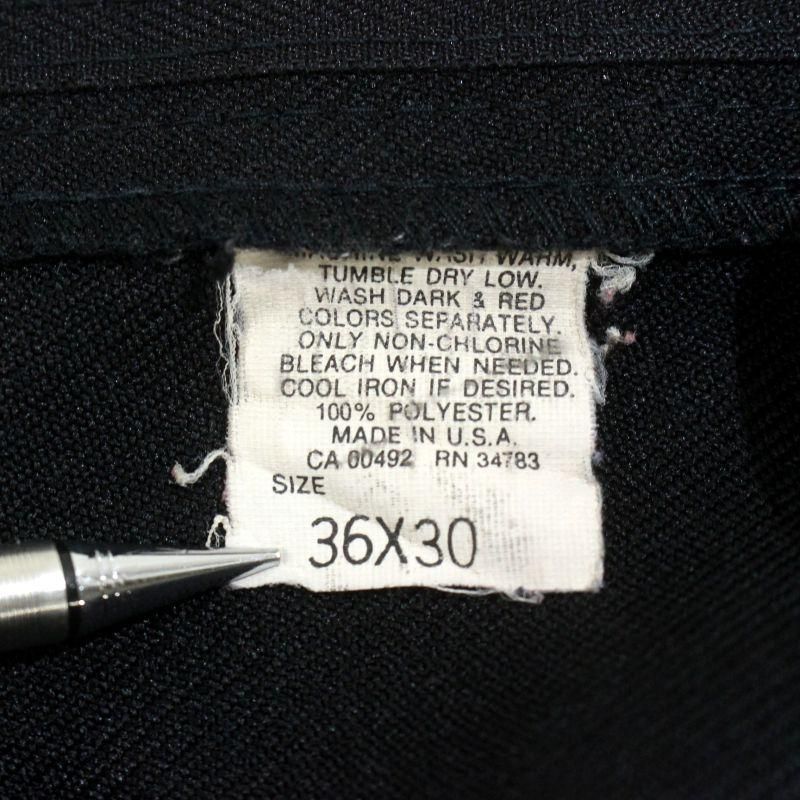 MACHINE WASH WARM,
TUMBLE DRY LOW.
WASH DARK & RED
COLORS SEPARATELY.
ONLY NON-CHLORINE
BLEACH WHEN NEEDED.
COOL IRON IF DESIRED.
100% POLYESTER.
MADE IN U.S.A.
CA 00492 RN 34783
SIZE
36X30